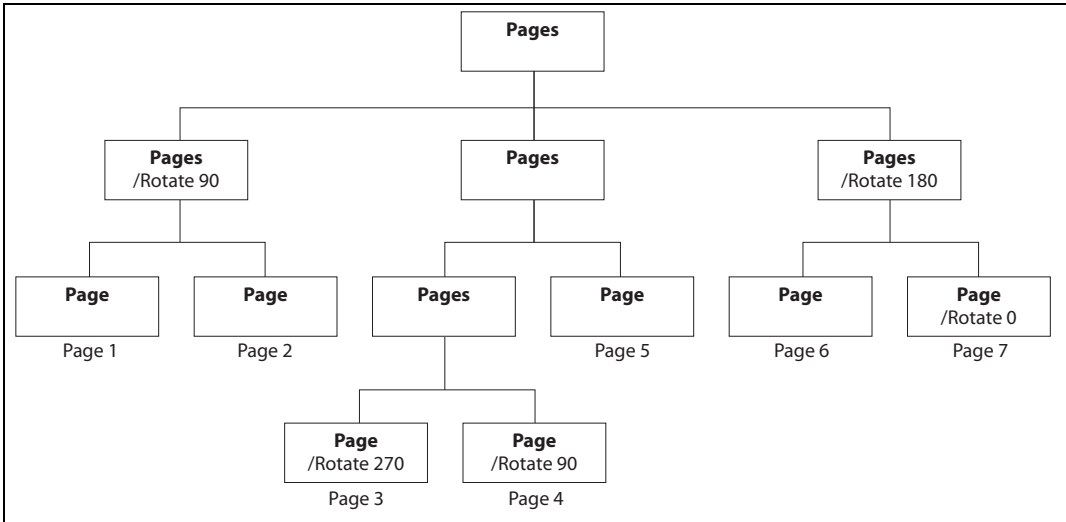 Pages
Pages
/Rotate 90
Pages
Pages
/Rotate 180
Page
Page
Pages
Page
Page
Page
/Rotate 0
Page 1
Page 2
Page 5
Page 6
Page 7
Page
/Rotate 270
Page
/Rotate 90
Page 3
Page 4